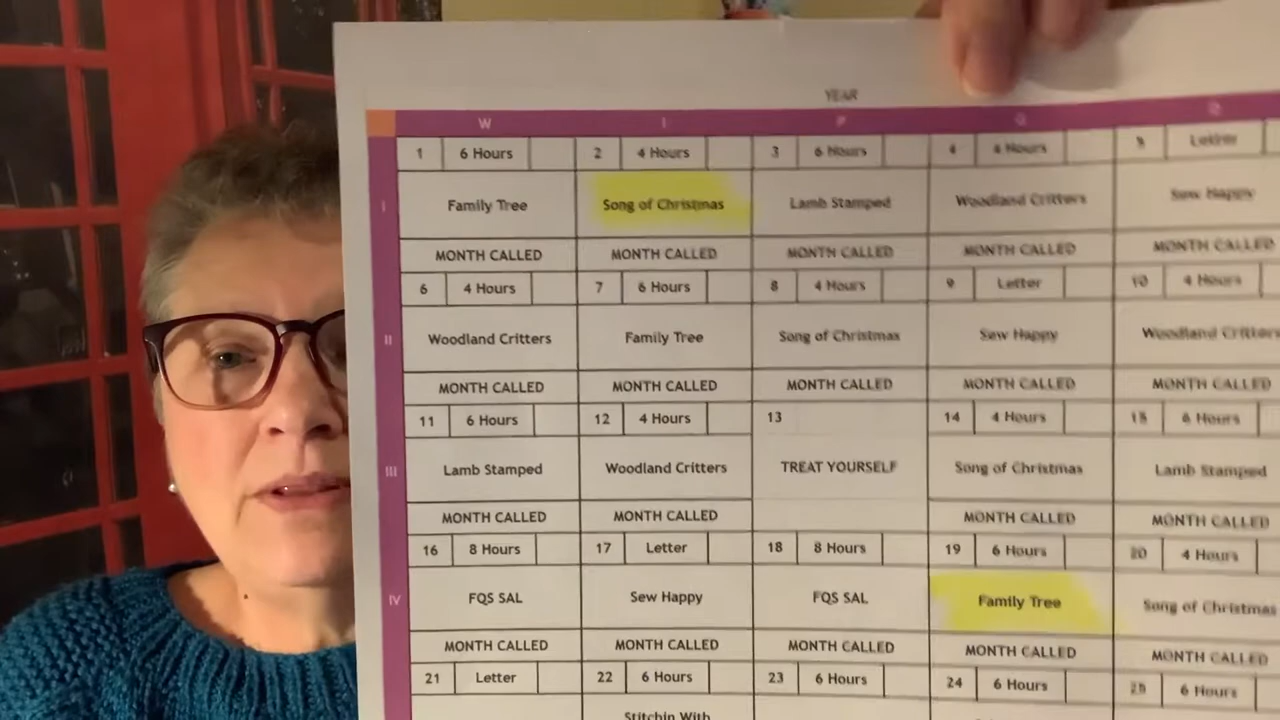 YEAR
W I P G O
1 6 Hours 2 4 Hours 3 6 Hours 4 4 Hours 5 Letter
I Family Tree Song of Christmas Lamb Stamped Woodland Critters Sew Happy
MONTH CALLED MONTH CALLED MONTH CALLED MONTH CALLED MONTH CALLED
6 4 Hours 7 6 Hours 8 4 Hours 9 Letter 10 4 Hours
II Woodland Critters Family Tree Song of Christmas Sew Happy Woodland Critters
MONTH CALLED MONTH CALLED MONTH CALLED MONTH CALLED MONTH CALLED
11 6 Hours 12 4 Hours 13 14 4 Hours 15 6 Hours
III Lamb Stamped Woodland Critters TREAT YOURSELF Song of Christmas Lamb Stamped
MONTH CALLED MONTH CALLED MONTH CALLED MONTH CALLED
16 8 Hours 17 Letter 18 8 Hours 19 6 Hours 20 4 Hours
IV FQS SAL Sew Happy FQS SAL Family Tree Song of Christmas
MONTH CALLED MONTH CALLED MONTH CALLED MONTH CALLED MONTH CALLED
21 Letter 22 6 Hours 23 6 Hours 24 6 Hours 25 6 Hours
Stitchin With